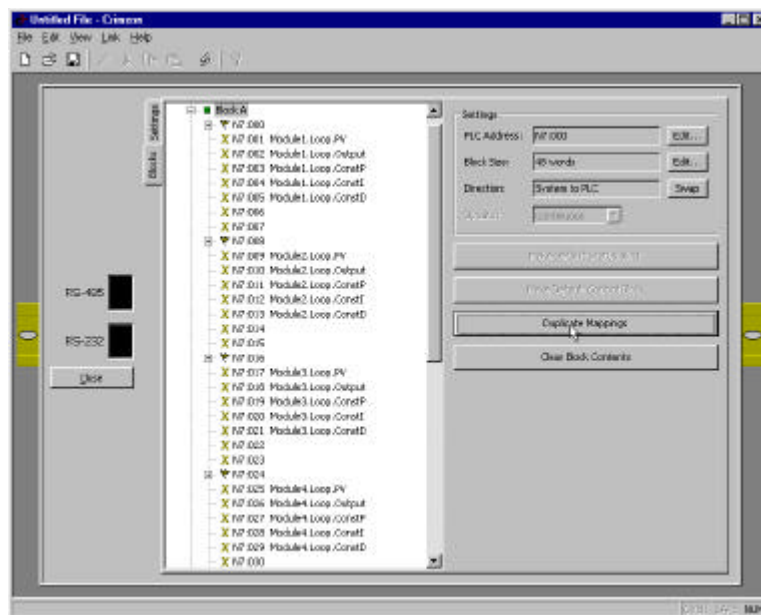 Untitled File - Crimson
File Edit View Link Help
Settings
Blocks
Block A
N7:000
N7:001 Module1.Loop.PV
N7:002 Module1.Loop.Output
N7:003 Module1.Loop.ConstP
N7:004 Module1.Loop.ConstI
N7:005 Module1.Loop.ConstD
N7:006
N7:007
N7:008
N7:009 Module2.Loop.PV
N7:010 Module2.Loop.Output
N7:011 Module2.Loop.ConstP
N7:012 Module2.Loop.ConstI
N7:013 Module2.Loop.ConstD
N7:014
N7:015
N7:016
N7:017 Module3.Loop.PV
N7:018 Module3.Loop.Output
N7:019 Module3.Loop.ConstP
N7:020 Module3.Loop.ConstI
N7:021 Module3.Loop.ConstD
N7:022
N7:023
N7:024
N7:025 Module4.Loop.PV
N7:026 Module4.Loop.Output
N7:027 Module4.Loop.ConstP
N7:028 Module4.Loop.ConstI
N7:029 Module4.Loop.ConstD
N7:030
RS-485
RS-232
Close
Settings
PLC Address: N7:000 Edit...
Block Size: 48 words Edit...
Direction: System to PLC Swap
Continuous
Duplicate Mappings
Clear Block Contents
NUM